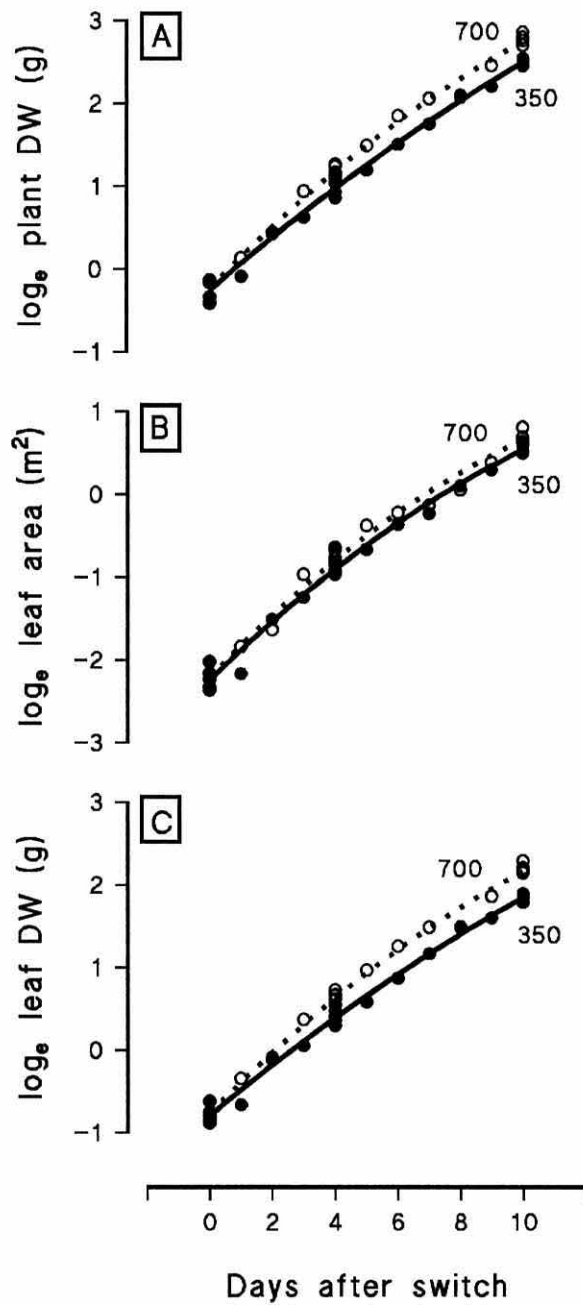 A
logₑ plant DW (g)
3
2
1
0
−1
700
350
B
logₑ leaf area (m²)
1
0
−1
−2
−3
700
350
C
logₑ leaf DW (g)
3
2
1
0
−1
700
350
0 2 4 6 8 10
Days after switch